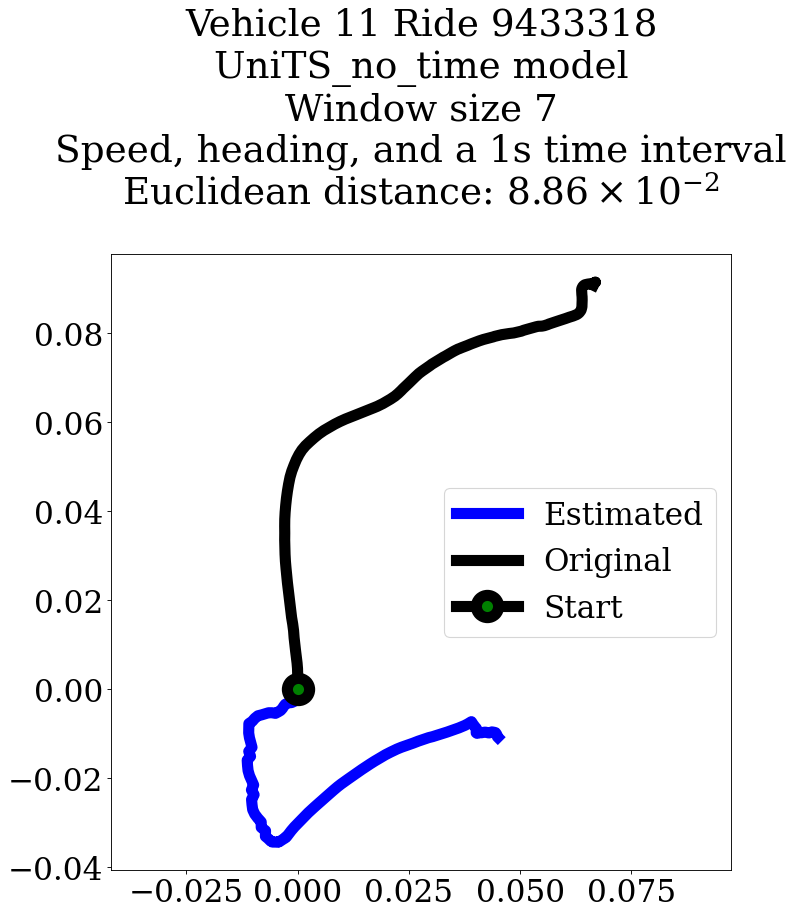 Vehicle 11 Ride 9433318
UniTS_no_time model
Window size 7
Speed, heading, and a 1s time interval
Euclidean distance: 8.86 × 10⁻²
0.08
0.06
0.04
0.02
0.00
−0.02
−0.04
Estimated
Original
Start
−0.025 0.000 0.025 0.050 0.075